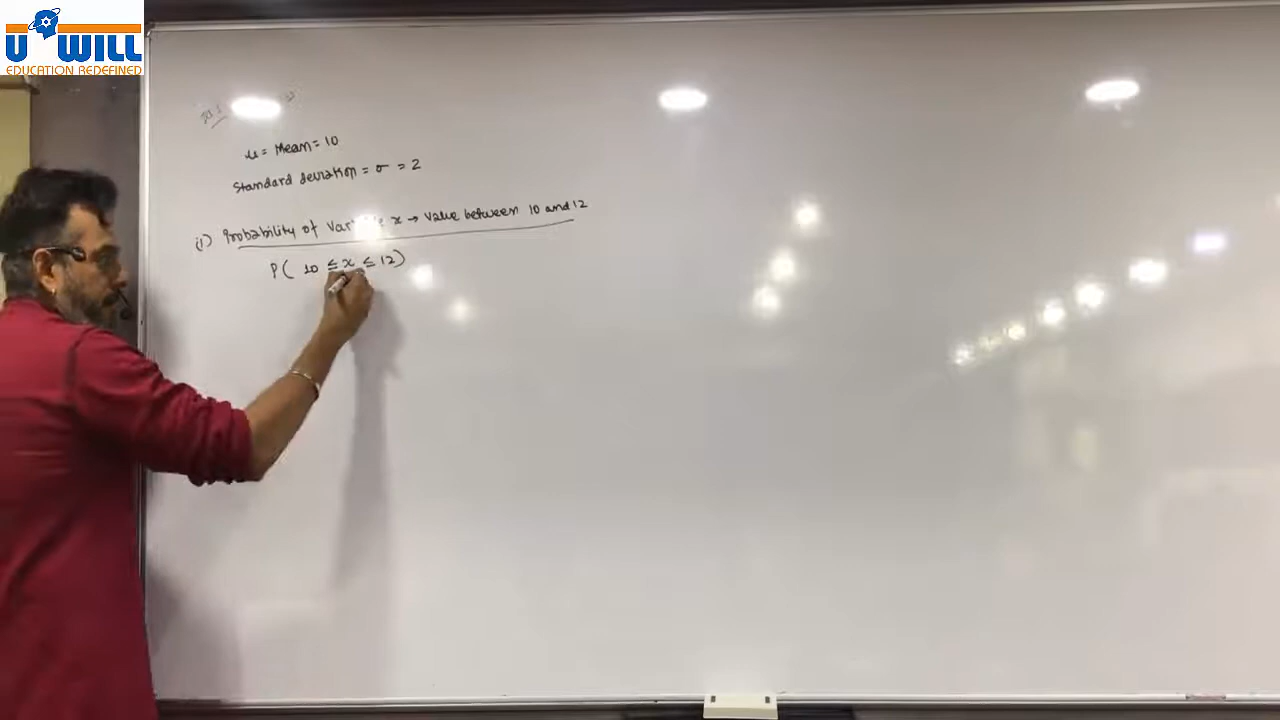 U WILL
EDUCATION REDEFINED
μ = Mean = 10
Standard deviation = σ = 2
(1) Probability of Variable x → Value between 10 and 12
P( 10 ≤ x ≤ 12)